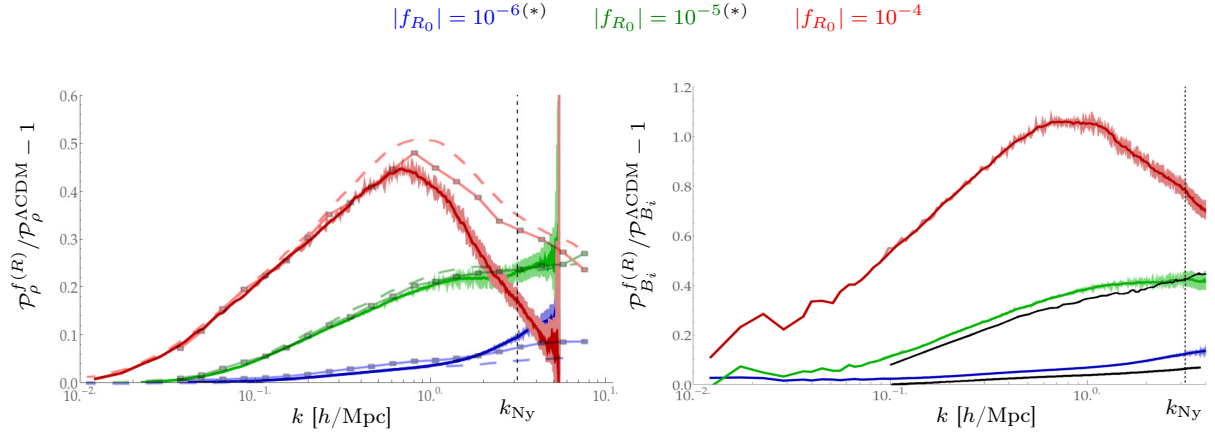 |f_{R_0}| = 10^{-6(*)} |f_{R_0}| = 10^{-5(*)} |f_{R_0}| = 10^{-4}
P_ρ^{f(R)}/P_ρ^{ΛCDM} − 1
0.6
0.5
0.4
0.3
0.2
0.1
0.0
10.^{-2.} 10.^{-1.} 10.^{0.} 10.^{1.}
k [h/Mpc] k_{Ny}
P_{B_i}^{f(R)}/P_{B_i}^{ΛCDM} − 1
1.2
1.0
0.8
0.6
0.4
0.2
0.0
10.^{-2.} 10.^{-1.} 10.^{0.}
k [h/Mpc] k_{Ny}